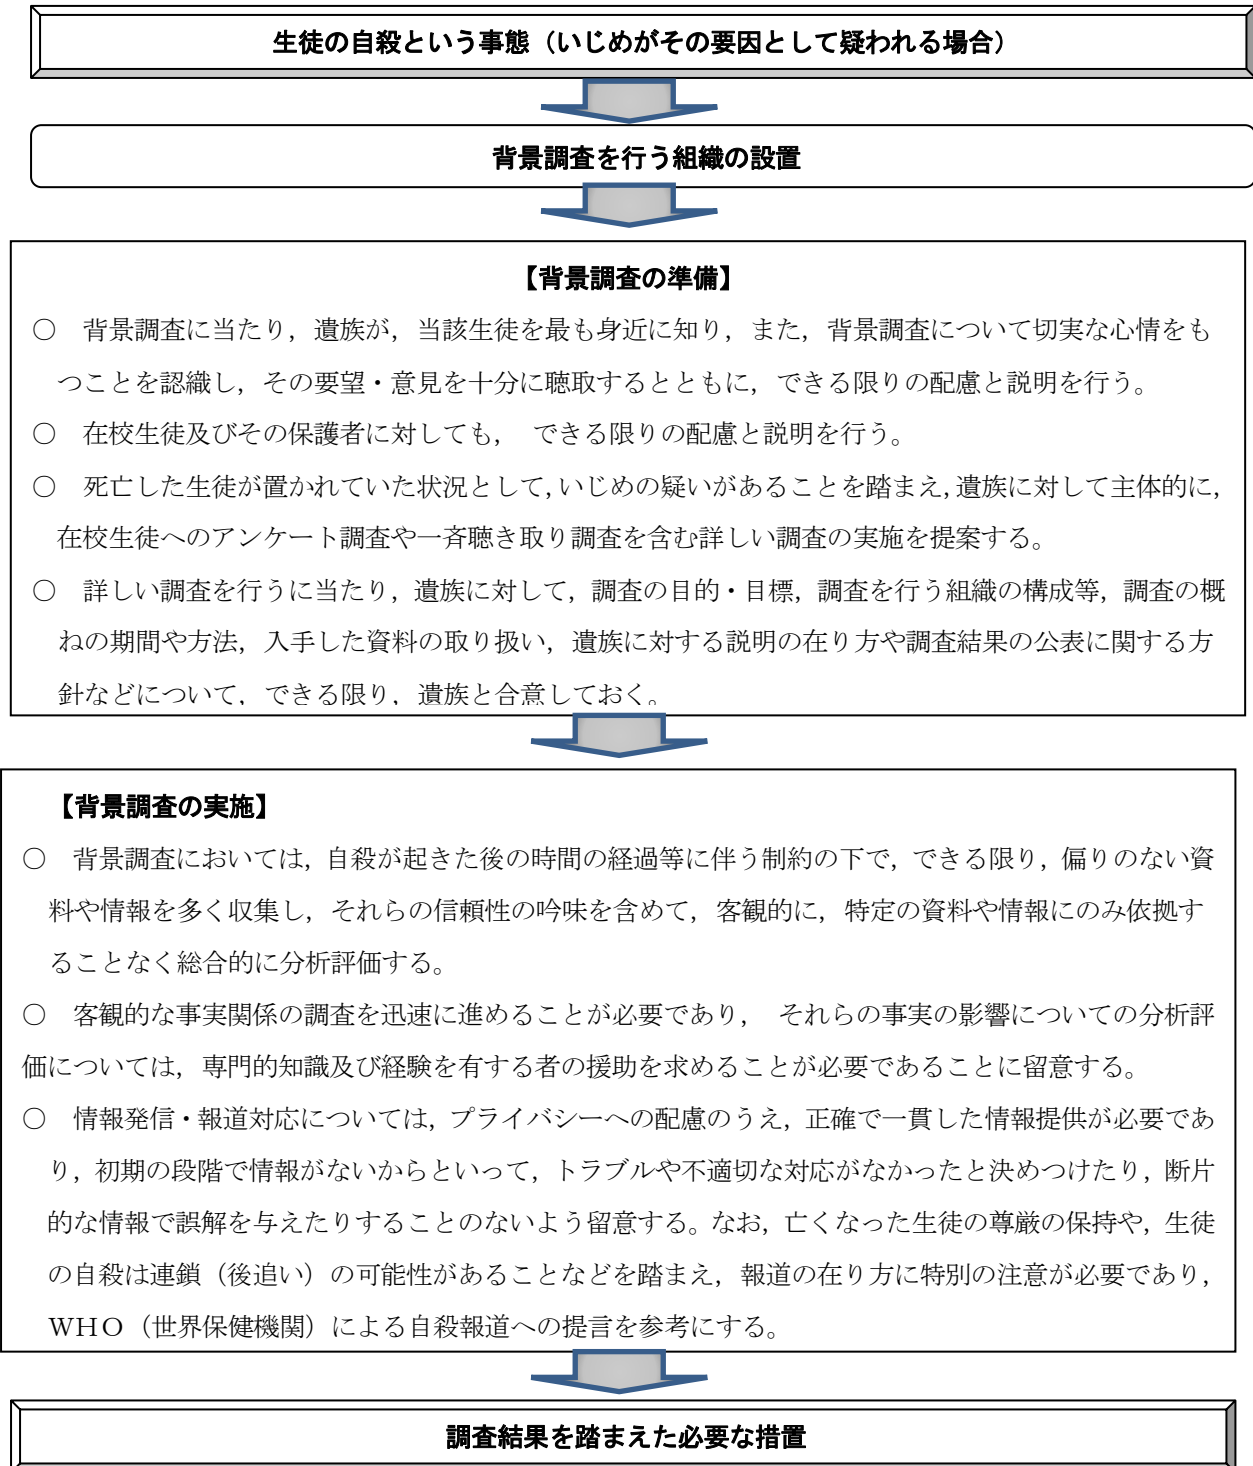 生徒の自殺という事態（いじめがその要因として疑われる場合）
背景調査を行う組織の設置
【背景調査の準備】
○　背景調査に当たり，遺族が，当該生徒を最も身近に知り，また，背景調査について切実な心情をも
つことを認識し，その要望・意見を十分に聴取するとともに，できる限りの配慮と説明を行う。
○　在校生徒及びその保護者に対しても，　できる限りの配慮と説明を行う。
○　死亡した生徒が置かれていた状況として，いじめの疑いがあることを踏まえ，遺族に対して主体的に，
在校生徒へのアンケート調査や一斉聴き取り調査を含む詳しい調査の実施を提案する。
○　詳しい調査を行うに当たり，遺族に対して，調査の目的・目標，調査を行う組織の構成等，調査の概
ねの期間や方法，入手した資料の取り扱い，遺族に対する説明の在り方や調査結果の公表に関する方
針などについて，できる限り，遺族と合意しておく。
【背景調査の実施】
○　背景調査においては，自殺が起きた後の時間の経過等に伴う制約の下で，できる限り，偏りのない資
料や情報を多く収集し，それらの信頼性の吟味を含めて，客観的に，特定の資料や情報にのみ依拠す
ることなく総合的に分析評価する。
○　客観的な事実関係の調査を迅速に進めることが必要であり，　それらの事実の影響についての分析評
価については，専門的知識及び経験を有する者の援助を求めることが必要であることに留意する。
○　情報発信・報道対応については，プライバシーへの配慮のうえ，正確で一貫した情報提供が必要であ
り，初期の段階で情報がないからといって，トラブルや不適切な対応がなかったと決めつけたり，断片
的な情報で誤解を与えたりすることのないよう留意する。なお，亡くなった生徒の尊厳の保持や，生徒
の自殺は連鎖（後追い）の可能性があることなどを踏まえ，報道の在り方に特別の注意が必要であり，
ＷＨＯ（世界保健機関）による自殺報道への提言を参考にする。
調査結果を踏まえた必要な措置